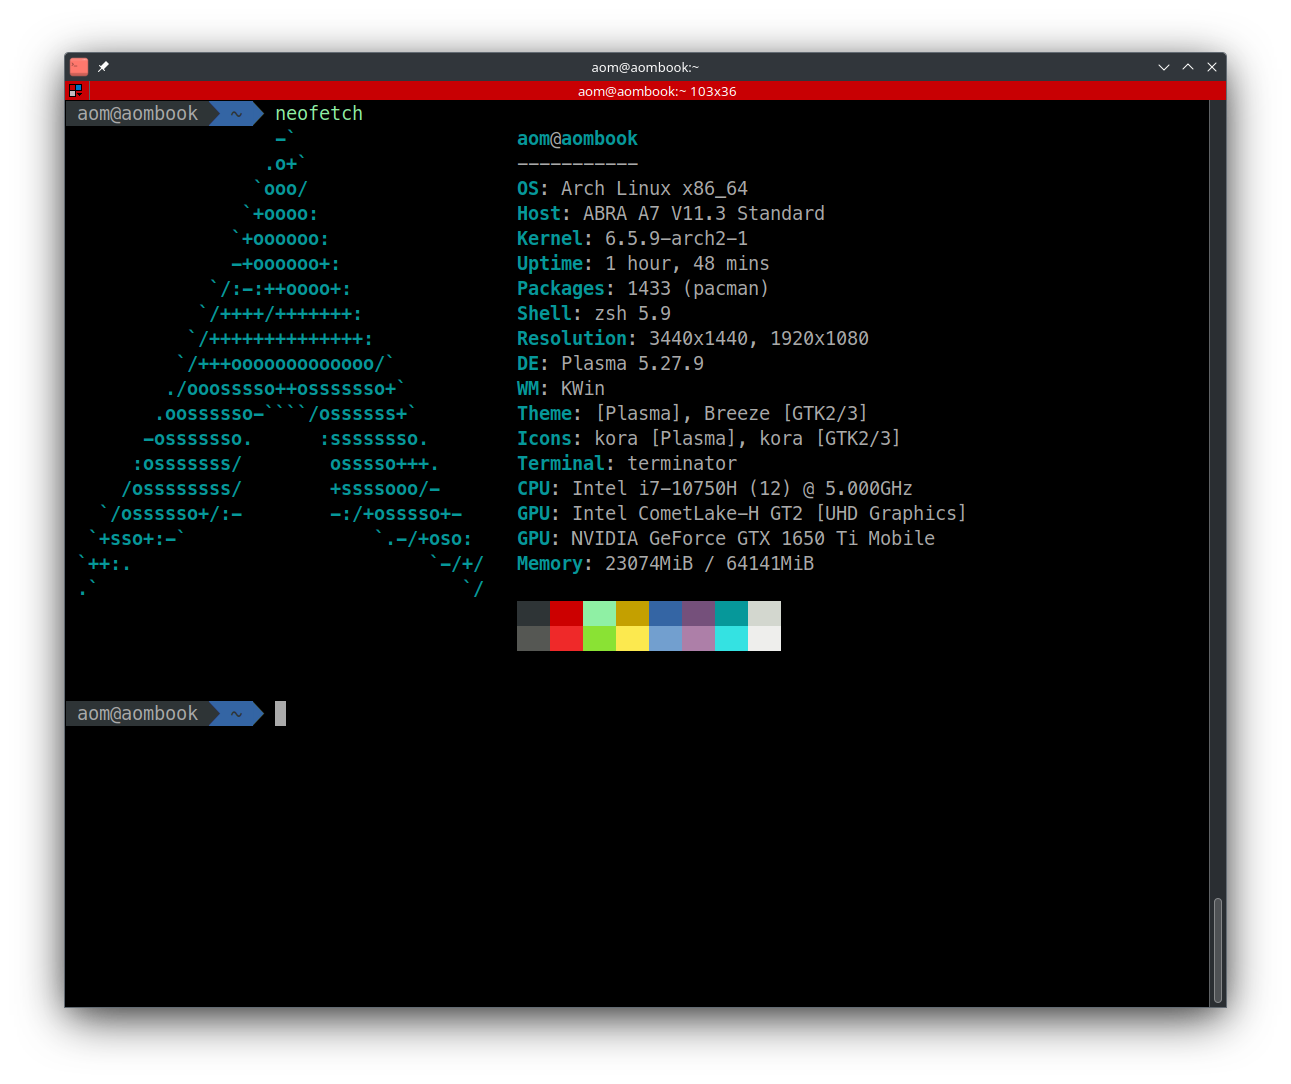 aom@aombook:~
aom@aombook:~ 103x36
aom@aombook ~ neofetch
-`
.o+`
`ooo/
`+oooo:
`+oooooo:
-+oooooo+:
`/:-:++oooo+:
`/++++/+++++++:
`/++++++++++++++:
`/+++ooooooooooooo/`
./ooosssso++osssssso+`
.oossssso-````/ossssss+`
-osssssso. :ssssssso.
:osssssss/ osssso+++.
/ossssssss/ +ssssooo/-
`/ossssso+/:- -:/+osssso+-
`+sso+:-` `.-/+oso:
`++:. `-/+/
.` `/
aom@aombook
-----------
OS: Arch Linux x86_64
Host: ABRA A7 V11.3 Standard
Kernel: 6.5.9-arch2-1
Uptime: 1 hour, 48 mins
Packages: 1433 (pacman)
Shell: zsh 5.9
Resolution: 3440x1440, 1920x1080
DE: Plasma 5.27.9
WM: KWin
Theme: [Plasma], Breeze [GTK2/3]
Icons: kora [Plasma], kora [GTK2/3]
Terminal: terminator
CPU: Intel i7-10750H (12) @ 5.000GHz
GPU: Intel CometLake-H GT2 [UHD Graphics]
GPU: NVIDIA GeForce GTX 1650 Ti Mobile
Memory: 23074MiB / 64141MiB
aom@aombook ~